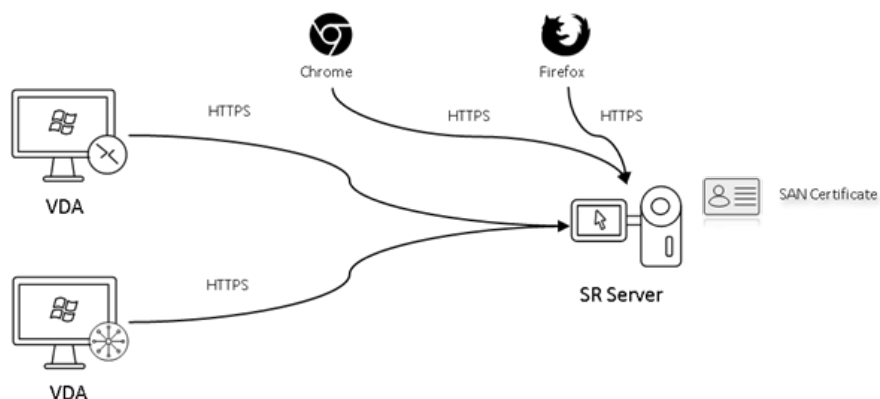 Chrome
Firefox
HTTPS
HTTPS
HTTPS
VDA
SAN Certificate
HTTPS
SR Server
VDA